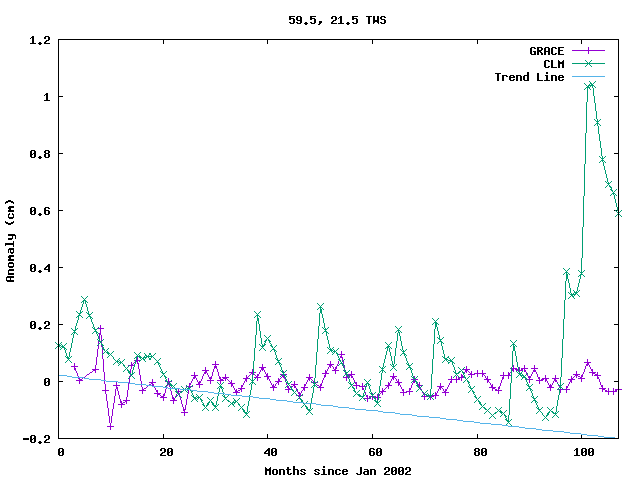 59.5, 21.5 TWS
GRACE
CLM
Trend Line
1.2
1
0.8
0.6
0.4
0.2
0
-0.2
Anomaly (cm)
0 20 40 60 80 100
Months since Jan 2002